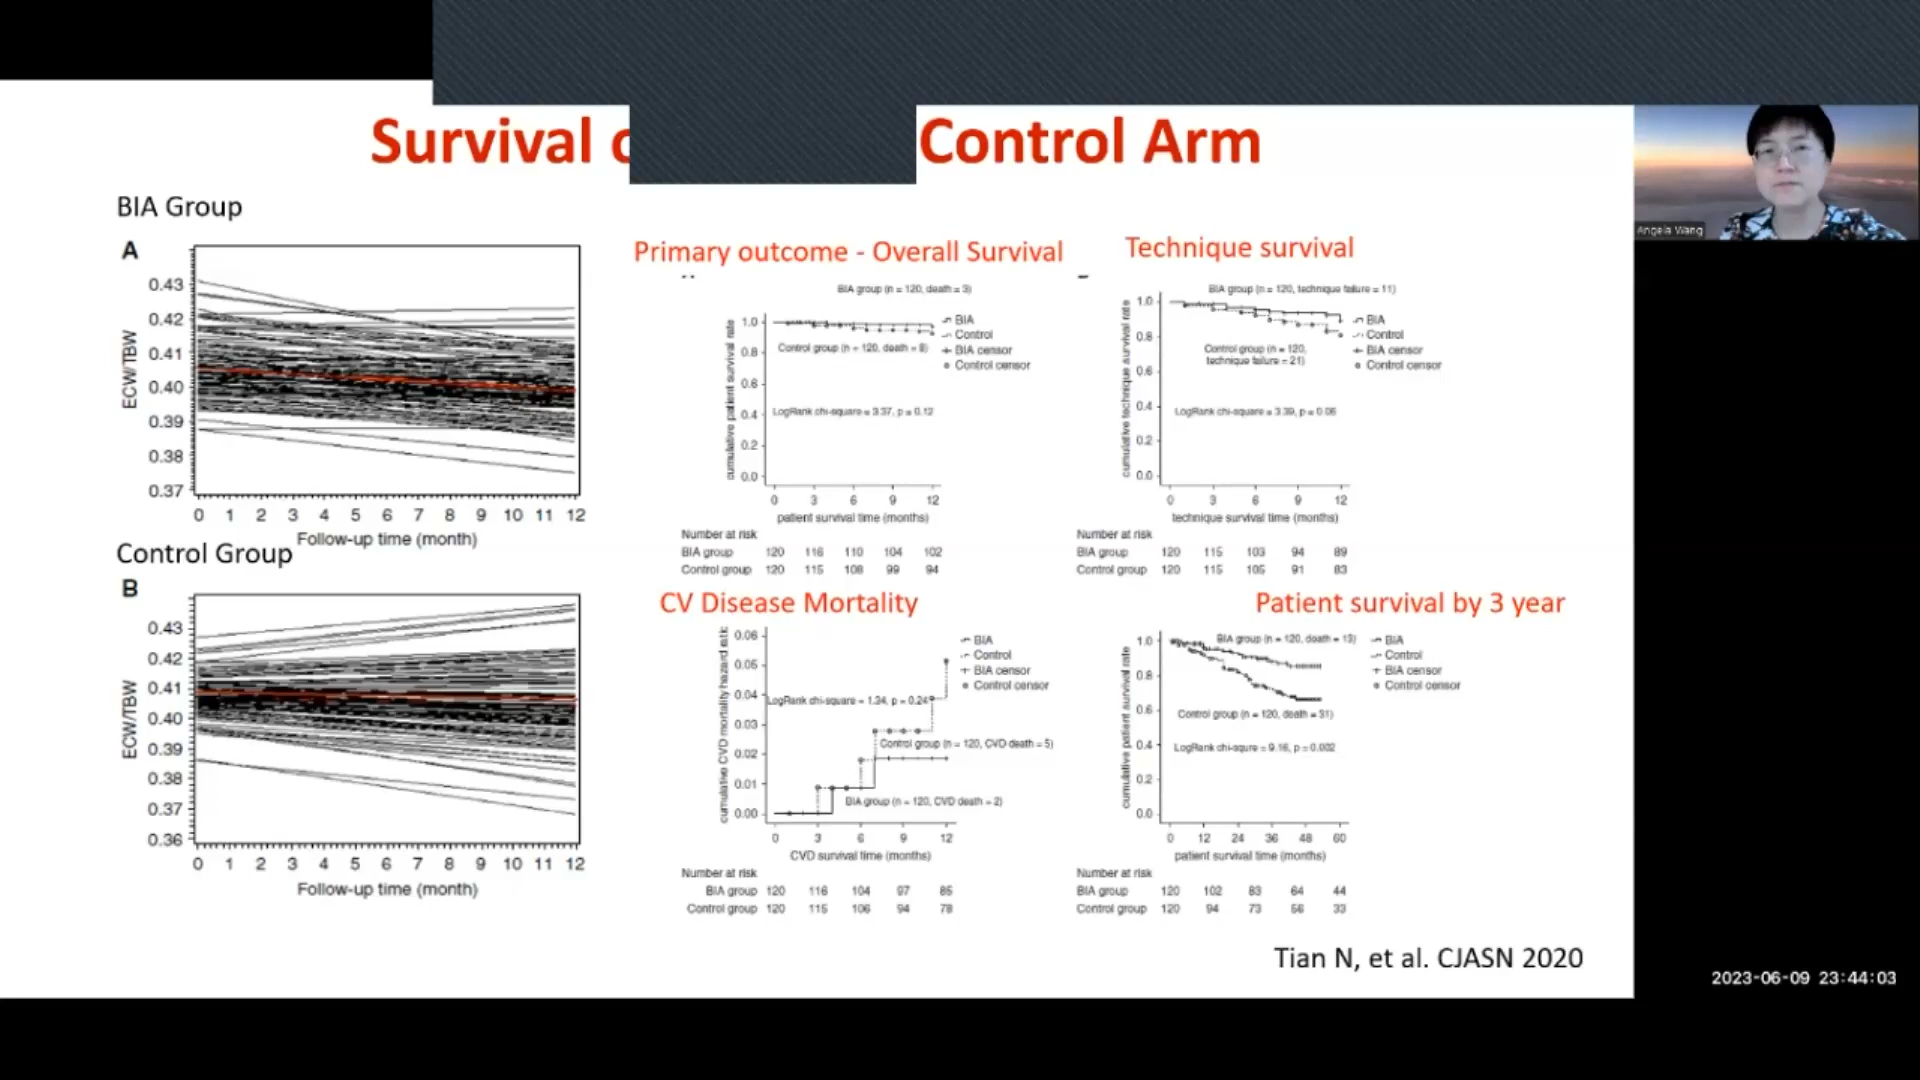 Survival
Control Arm
BIA Group
A
0.43
0.42
0.41
0.40
0.39
0.38
0.37
ECW/TBW
0 1 2 3 4 5 6 7 8 9 10 11 12
Follow-up time (month)
Control Group
B
0.43
0.42
0.41
0.40
0.39
0.38
0.37
0.36
ECW/TBW
0 1 2 3 4 5 6 7 8 9 10 11 12
Follow-up time (month)
Primary outcome - Overall Survival
BIA group (n = 120, death = 3)
BIA
Control
BIA censor
Control censor
Control group (n = 120, death = 8)
LogRank chi-square = 3.37, p = 0.12
cumulative patient survival rate
1.0
0.8
0.6
0.4
0.2
0.0
0 3 6 9 12
patient survival time (months)
Number at risk
BIA group 120 116 110 104 102
Control group 120 115 108 99 94
Technique survival
BIA group (n = 120, technique failure = 11)
BIA
Control
BIA censor
Control censor
Control group (n = 120,
technique failure = 21)
LogRank chi-square = 3.39, p = 0.06
cumulative technique survival rate
1.0
0.8
0.6
0.4
0.2
0.0
0 3 6 9 12
technique survival time (months)
Number at risk
BIA group 120 115 103 94 89
Control group 120 115 105 91 83
CV Disease Mortality
BIA
Control
BIA censor
Control censor
LogRank chi-square = 1.34, p = 0.24
Control group (n = 120, CVD death = 5)
BIA group (n = 120, CVD death = 2)
cumulative CVD mortality hazard ratio
0.06
0.05
0.04
0.03
0.02
0.01
0.00
0 3 6 9 12
CVD survival time (months)
Number at risk
BIA group 120 116 104 97 85
Control group 120 115 106 94 78
Patient survival by 3 year
BIA group (n = 120, death = 13)
BIA
Control
BIA censor
Control censor
Control group (n = 120, death = 31)
LogRank chi-squre = 9.16, p = 0.002
cumulative patient survival rate
1.0
0.8
0.6
0.4
0.2
0.0
0 12 24 36 48 60
patient survival time (months)
Number at risk
BIA group 120 102 83 64 44
Control group 120 94 73 56 33
Tian N, et al. CJASN 2020
Angela Wang
2023-06-09 23:44:03